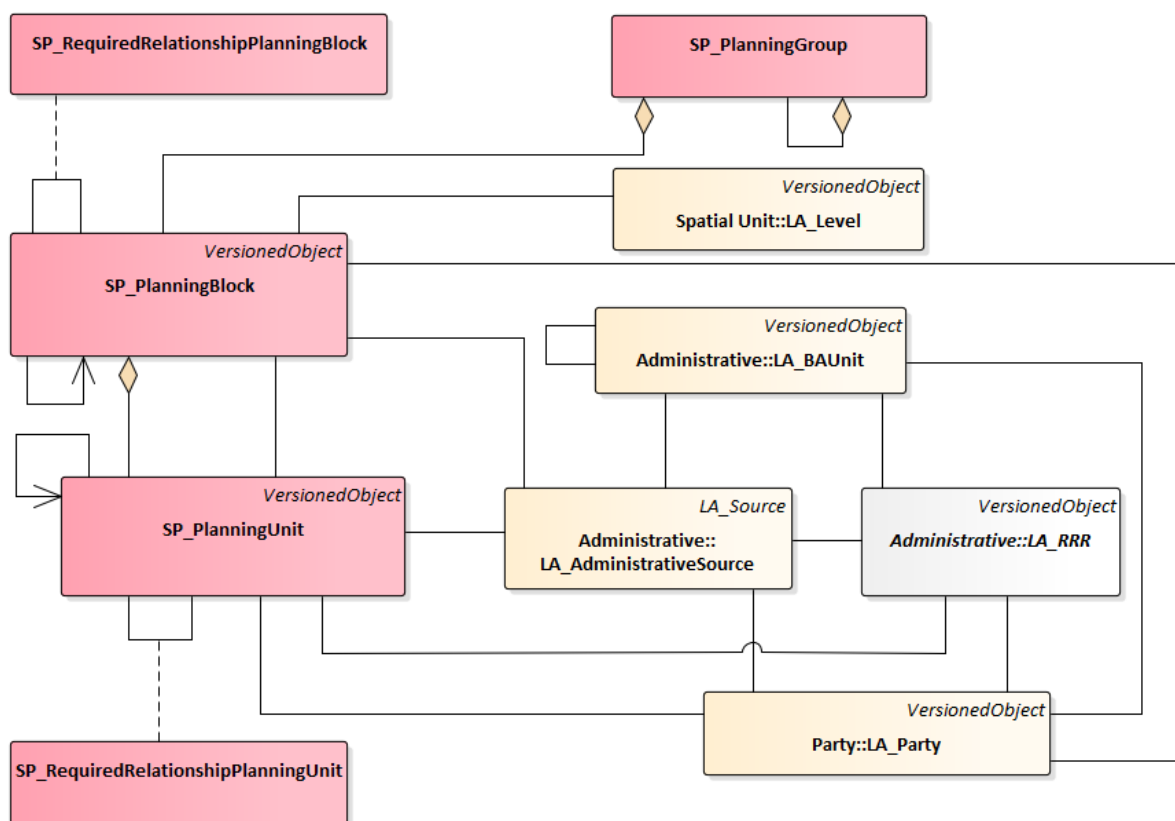 SP_RequiredRelationshipPlanningBlock
SP_PlanningGroup
VersionedObject
Spatial Unit::LA_Level
VersionedObject
SP_PlanningBlock
VersionedObject
Administrative::LA_BAUnit
VersionedObject
SP_PlanningUnit
LA_Source
Administrative::
LA_AdministrativeSource
VersionedObject
Administrative::LA_RRR
VersionedObject
Party::LA_Party
SP_RequiredRelationshipPlanningUnit